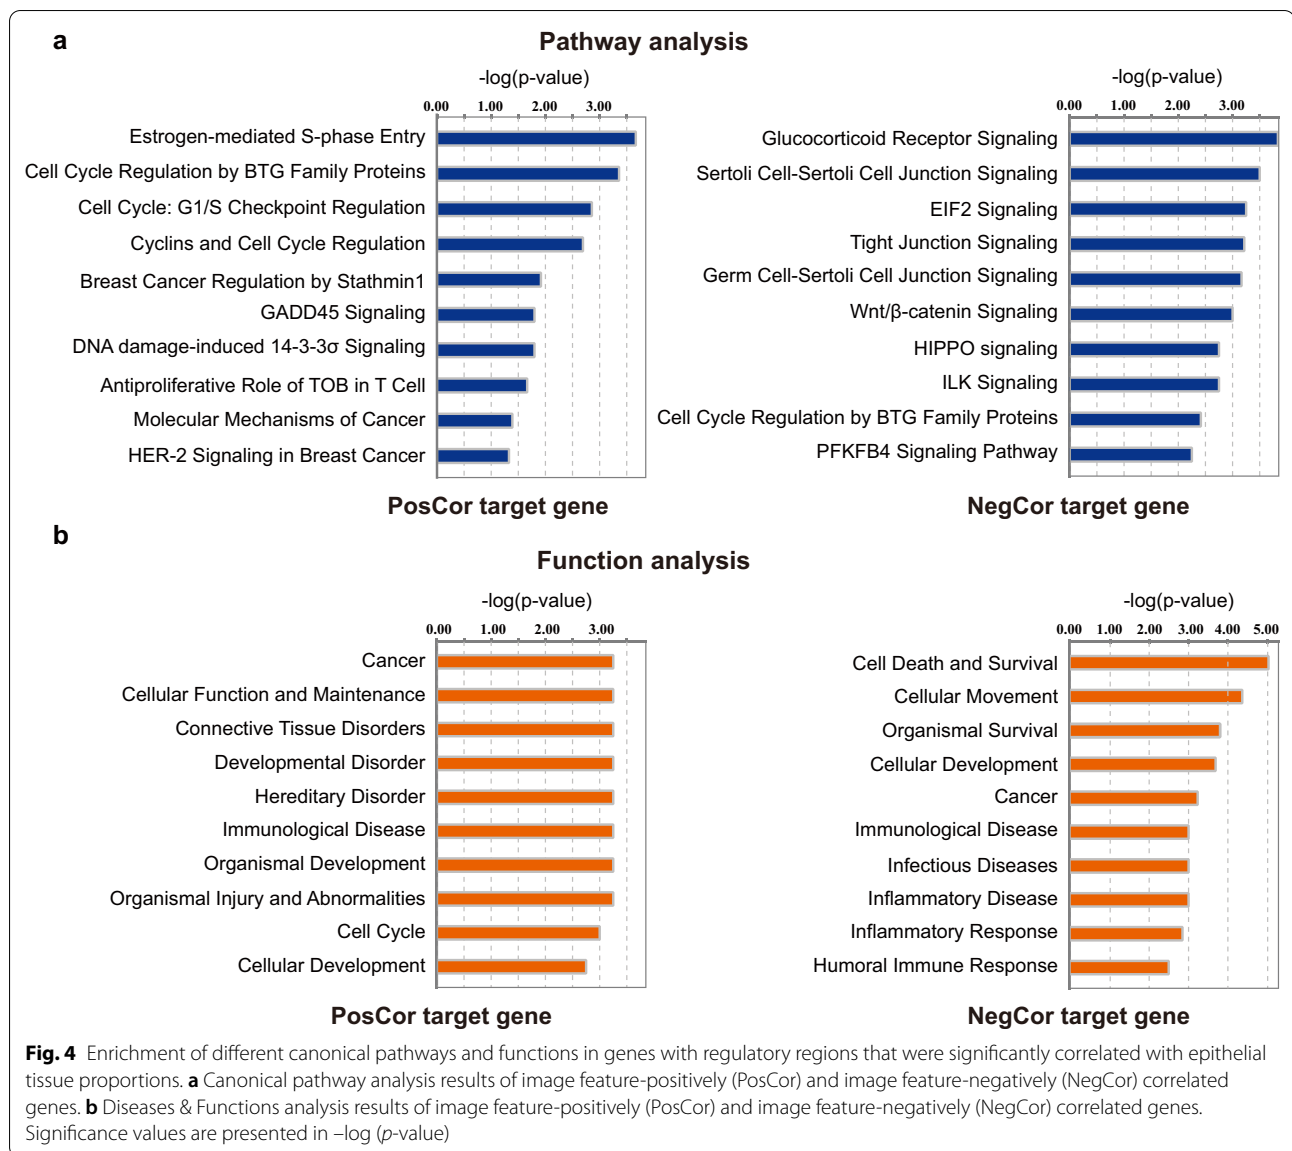 a
Pathway analysis
-log(p-value)
0.00 1.00 2.00 3.00
Estrogen-mediated S-phase Entry
Cell Cycle Regulation by BTG Family Proteins
Cell Cycle: G1/S Checkpoint Regulation
Cyclins and Cell Cycle Regulation
Breast Cancer Regulation by Stathmin1
GADD45 Signaling
DNA damage-induced 14-3-3σ Signaling
Antiproliferative Role of TOB in T Cell
Molecular Mechanisms of Cancer
HER-2 Signaling in Breast Cancer
PosCor target gene
-log(p-value)
0.00 1.00 2.00 3.00
Glucocorticoid Receptor Signaling
Sertoli Cell-Sertoli Cell Junction Signaling
EIF2 Signaling
Tight Junction Signaling
Germ Cell-Sertoli Cell Junction Signaling
Wnt/β-catenin Signaling
HIPPO signaling
ILK Signaling
Cell Cycle Regulation by BTG Family Proteins
PFKFB4 Signaling Pathway
NegCor target gene
b
Function analysis
-log(p-value)
0.00 1.00 2.00 3.00
Cancer
Cellular Function and Maintenance
Connective Tissue Disorders
Developmental Disorder
Hereditary Disorder
Immunological Disease
Organismal Development
Organismal Injury and Abnormalities
Cell Cycle
Cellular Development
PosCor target gene
-log(p-value)
0.00 1.00 2.00 3.00 4.00 5.00
Cell Death and Survival
Cellular Movement
Organismal Survival
Cellular Development
Cancer
Immunological Disease
Infectious Diseases
Inflammatory Disease
Inflammatory Response
Humoral Immune Response
NegCor target gene
Fig. 4 Enrichment of different canonical pathways and functions in genes with regulatory regions that were significantly correlated with epithelial
tissue proportions. a Canonical pathway analysis results of image feature-positively (PosCor) and image feature-negatively (NegCor) correlated
genes. b Diseases & Functions analysis results of image feature-positively (PosCor) and image feature-negatively (NegCor) correlated genes.
Significance values are presented in –log (p-value)